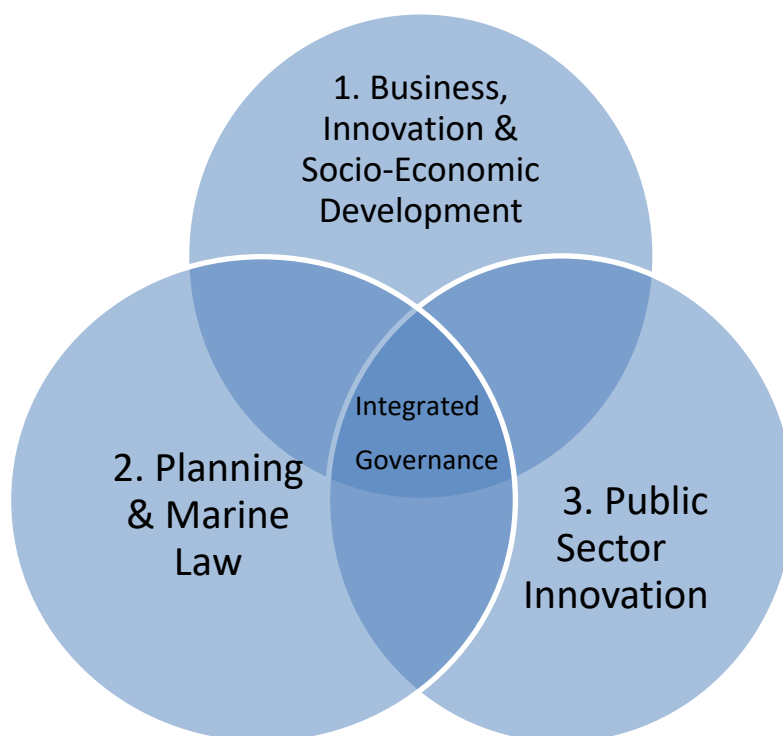 1. Business,
Innovation &
Socio-Economic
Development
Integrated
Governance
2. Planning
& Marine
Law
3. Public
Sector
Innovation